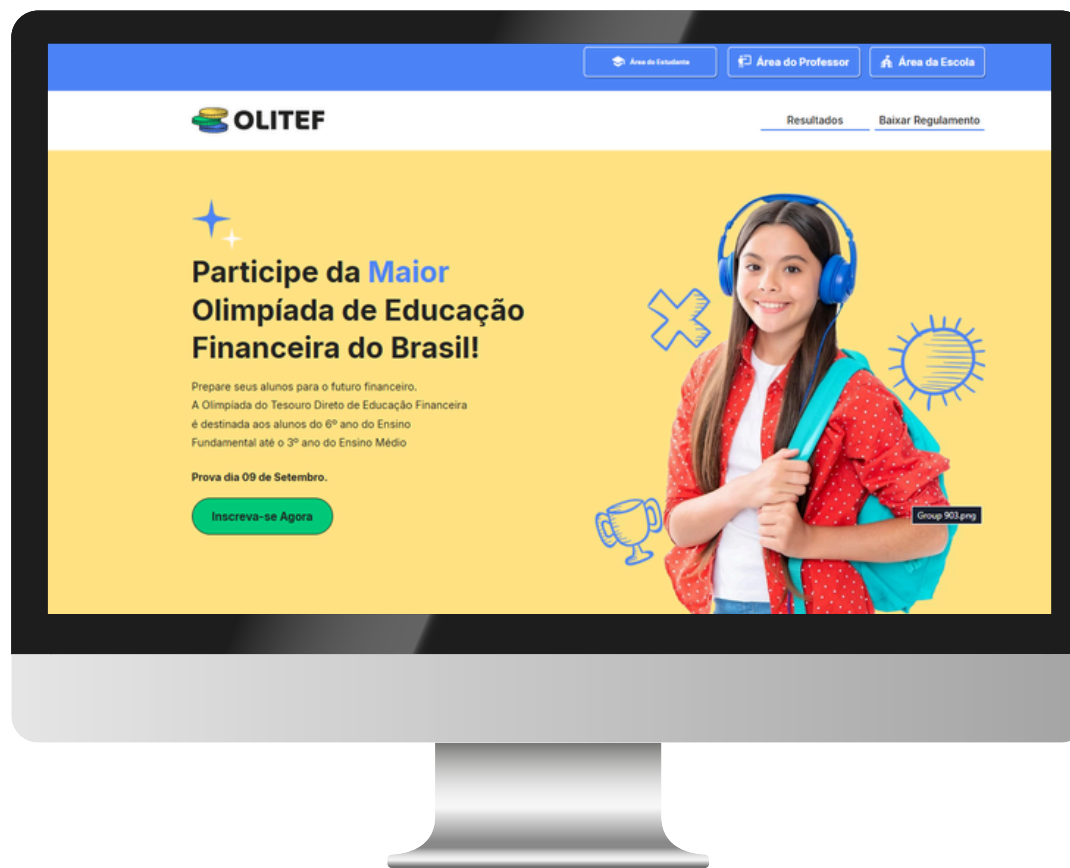 Área do Estudante
Área do Professor
Área da Escola
OLITEF
Resultados
Baixar Regulamento
Participe da Maior
Olimpíada de Educação
Financeira do Brasil!
Prepare seus alunos para o futuro financeiro.
A Olimpíada do Tesouro Direto de Educação Financeira
é destinada aos alunos do 6º ano do Ensino
Fundamental até o 3º ano do Ensino Médio
Prova dia 09 de Setembro.
Inscreva-se Agora
Group 903.png